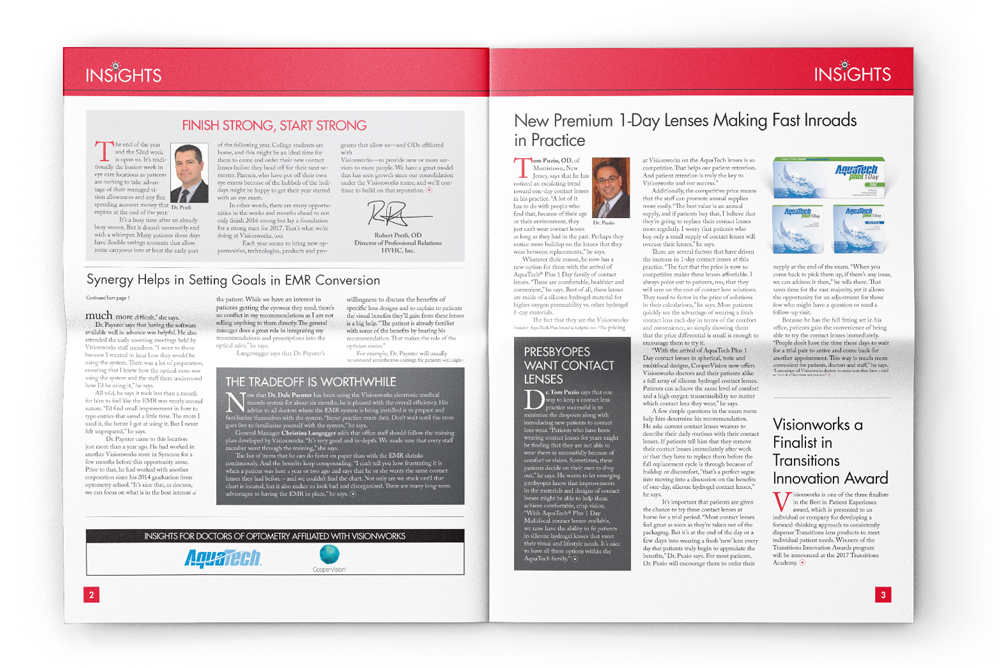 INSIGHTS
FINISH STRONG, START STRONG
The end of the year
and the 52nd week
is upon us. It's tradi-
tionally the busiest week in
eye care locations as patients
are rushing to take advan-
tage of their managed vi-
sion allowances and any flex
spending account money that
expires at the end of the year.
It's a busy time after an already
busy season. But it doesn't necessarily end
with a whimper. Many patients these days
have flexible savings accounts that allow
some carryover into at least the early part
Dr. Prefli
of the following year. College students are
home, and this might be an ideal time for
them to come and order their new contact
lenses before they head off for their next se-
mester. Parents, who have put off their own
eye exams because of the hubbub of the holi-
days might be happy to get their year started
with an eye exam.
In other words, there are many opportu-
nities in the weeks and months ahead to not
only finish 2016 strong but lay a foundation
for a strong start for 2017. That's what we're
doing at Visionworks, too.
Each year seems to bring new op-
portunities, technologies, products and pro-
grams that allow us—and ODs affiliated
with
Visionworks—to provide new or more ser-
vices to more people. We have a great model
that has seen growth since our consolidation
under the Visionworks name, and we'll con-
tinue to build on that reputation.
Robert Prefli, OD
Director of Professional Relations
HVHC, Inc.
Synergy Helps in Setting Goals in EMR Conversion
Continued from page 1
much more difficult," she says.
Dr. Paynter says that having the software
available well in advance was helpful. He also
attended the early morning meetings held by
Visionworks staff members. "I went to those
because I wanted to hear how they would be
using the system. There was a lot of preparation,
ensuring that I knew how the optical store was
using the system and the staff there understood
how I'd be using it," he says.
All told, he says it took less than a month
for him to feel like the EMR was nearly second
nature. "I'd find small improvement in how to
type entries that saved a little time. The more I
used it, the better I got at using it. But I never
felt unprepared," he says.
Dr. Paynter came to this location
just more than a year ago. He had worked in
another Visionworks store in Syracuse for a
few months before this opportunity arose.
Prior to that, he had worked with another
corporation since his 2014 graduation from
optometry school. "It's nice that, as doctors,
we can focus on what is in the best interest of
the patient. While we have an interest in
patients getting the eyewear they need, there's
no conflict in my recommendations as I am not
selling anything to them directly. The general
manager does a great role in integrating my
recommendations and prescriptions into the
optical sales," he says.
Langnegger says that Dr. Paynter's
willingness to discuss the benefits of
specific lens designs and to explain to patients
the visual benefits they'll gain from these lenses
is a big help. "The patient is already familiar
with some of the benefits by hearing his
recommendation. That makes the role of the
optician easier."
For example, Dr. Paynter will usually
recommend antireflective coatings for patients who night-
THE TRADEOFF IS WORTHWHILE
Now that Dr. Dale Paynter has been using the Visionworks electronic medical
records system for about six months, he is pleased with the overall efficiency. His
advice to all doctors where the EMR system is being installed is to prepare and
familiarize themselves with the system. "Input practice exam data. Don't wait until the store
goes live to familiarize yourself with the system," he says.
General Manager Christina Langegger adds that office staff should follow the training
plan developed by Visionworks. "It's very good and in-depth. We made sure that every staff
member went through the training," she says.
The list of items that he can do faster on paper than with the EMR shrinks
continuously. And the benefits keep compounding. "I can't tell you how frustrating it is
when a patient was here a year or two ago and says that he or she wants the same contact
lenses they had before – and we couldn't find the chart. Not only are we stuck until that
chart is located, but it also makes us look bad and disorganized. There are many long-term
advantages to having the EMR in place," he says.
INSIGHTS FOR DOCTORS OF OPTOMETRY AFFILIATED WITH VISIONWORKS
AquaTech
CooperVision
2
INSIGHTS
New Premium 1-Day Lenses Making Fast Inroads
in Practice
Tom Puzio, OD, of
Morristown, New
Jersey, says that he has
noticed an escalating trend
toward one-day contact lenses
in his practice. "A lot of it
has to do with people who
find that, because of their age
or their environment, they
just can't wear contact lenses
as long as they had in the past. Perhaps they
notice more buildup on the lenses that they
wear between replacements," he says.
Whatever their reason, he now has a
new option for them with the arrival of
AquaTech® Plus 1 Day family of contact
lenses. "These are comfortable, healthier and
convenient," he says. Best of all, these lenses
are made of a silicone hydrogel material for
higher oxygen permeability vs. other hydrogel
1-day materials.
The fact that they are the Visionworks-
branded AquaTech Plus brand is helpful, too. "The pricing
Dr. Puzio
PRESBYOPES
WANT CONTACT
LENSES
Dr. Tom Puzio says that one
way to keep a contact lens
practice successful is to
minimize the dropouts along with
introducing new patients to contact
lens wear. "Patients who have been
wearing contact lenses for years might
be finding that they are not able to
wear them as successfully because of
comfort or vision. Sometimes, these
patients decide on their own to drop
out," he says. He wants to let emerging
presbyopes know that improvements
in the materials and designs of contact
lenses might be able to help them
achieve comfortable, crisp vision.
"With AquaTech® Plus 1 Day
Multifocal contact lenses available,
we now have the ability to fit patients
in silicone hydrogel lenses that meet
their visual and lifestyle needs. It's nice
to have all three options within the
AquaTech family."
at Visionworks on the AquaTech lenses is so
competitive. That helps our patient retention.
And patient retention is truly the key to
Visionworks and our success."
Additionally, the competitive price means
that the staff can promote annual supplies
more easily. "The best value is an annual
supply, and if patients buy that, I believe that
they're going to replace their contact lenses
more regularly. I worry that patients who
buy only a small supply of contact lenses will
overuse their lenses," he says.
There are several factors that have driven
the increase in 1-day contact lenses at this
practice. "The fact that the price is now so
competitive makes these lenses affordable. I
always point out to patients, too, that they
will save on the cost of contact lens solutions.
They need to factor in the price of solutions
in their calculations," he says. Most patients
quickly see the advantage of wearing a fresh
contact lens each day in terms of the comfort
and convenience, so simply showing them
that the price differential is small is enough to
encourage them to try it.
"With the arrival of AquaTech Plus 1
Day contact lenses in spherical, toric and
multifocal designs, CooperVision now offers
Visionworks doctors and their patients alike
a full array of silicone hydrogel contact lenses.
Patients can achieve the same level of comfort
and a high oxygen transmissibility no matter
which contact lens they wear," he says.
A few simple questions in the exam room
help him determine his recommendation.
He asks current contact lens wearers to
describe their daily routines with their contact
lenses. If patients tell him that they remove
their contact lenses immediately after work
or that they have to replace them before the
full replacement cycle is through because of
buildup or discomfort, "that's a perfect segue
into moving into a discussion on the benefits
of one-day, silicone hydrogel contact lenses,"
he says.
It's important that patients are given
the chance to try these contact lenses at
home for a trial period. "Most contact lenses
feel great as soon as they're taken out of the
packaging. But it's at the end of the day or a
few days into wearing a fresh 'new' lens every
day that patients truly begin to appreciate the
benefits," Dr. Puzio says. For most patients,
Dr. Puzio will encourage them to order their
AquaTech
plus 1 Day
AquaTech
plus 1 Day
AquaTech
plus 1 Day
supply at the end of the exam. "When you
come back to pick them up, if there's any issue,
we can address it then," he tells them. That
saves time for the vast majority, yet it allows
the opportunity for an adjustment for those
few who might have a question or need a
follow-up visit.
Because he has the full fitting set in his
office, patients gain the convenience of being
able to try the contact lenses immediately.
"People don't have the time these days to wait
for a trial pair to arrive and come back for
another appointment. This way is much more
convenient for patients, doctors and staff," he says.
Visionworks a
Finalist in
Transitions
Innovation Award
Visionworks is one of the three finalists
in the Best in Patient Experience
award, which is presented to an
individual or company for developing a
forward-thinking approach to consistently
dispense Transitions lens products to meet
individual patient needs. Winners of the
Transitions Innovation Awards program
will be announced at the 2017 Transitions
Academy.
3